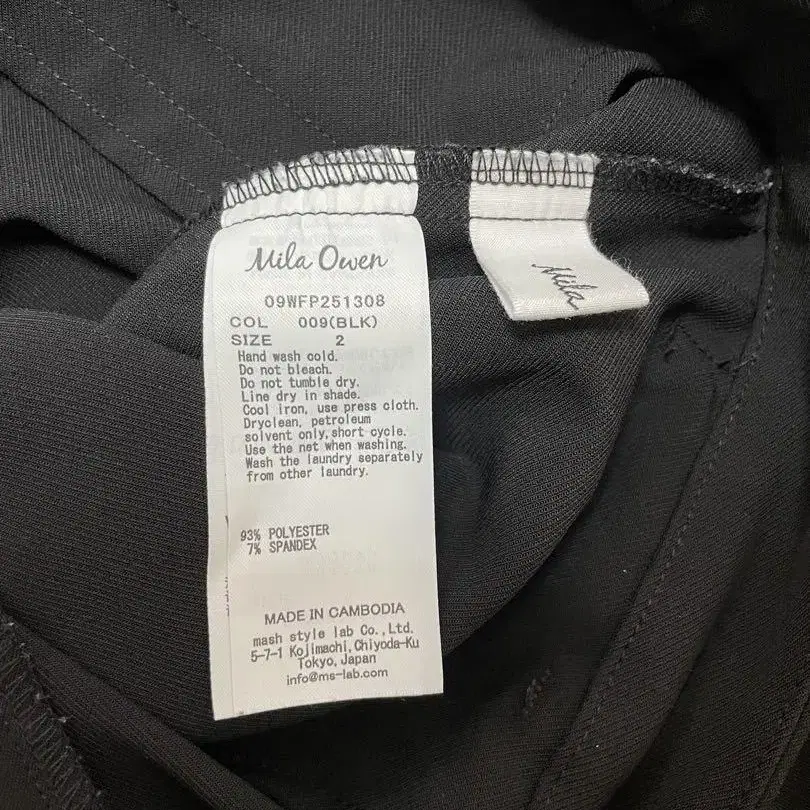 Mila Owen
09WFP251308
COL 009(BLK)
SIZE 2
Hand wash cold.
Do not bleach.
Do not tumble dry.
Line dry in shade.
Cool iron, use press cloth.
Dryclean, petroleum
solvent only, short cycle.
Use the net when washing.
Wash the laundry separately
from other laundry.
93% POLYESTER
7% SPANDEX
MADE IN CAMBODIA
mash style lab Co., Ltd.
5-7-1 Kojimachi, Chiyoda-Ku
Tokyo, Japan
info@ms-lab.com
Mila